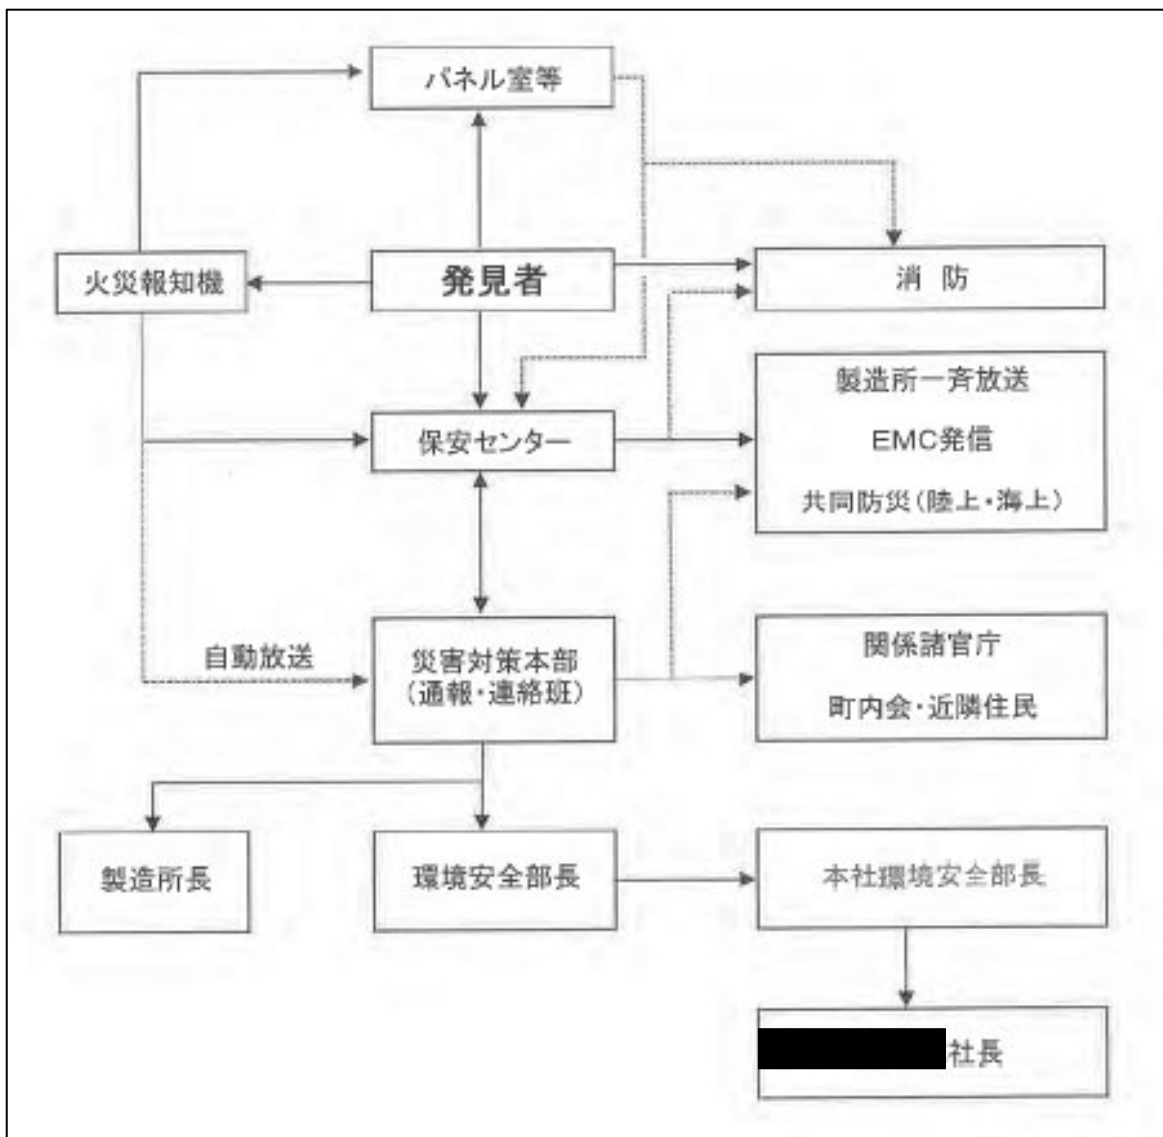 パネル室等
火災報知機
発見者
消 防
製造所一斉放送
EMC発信
共同防災(陸上・海上)
保安センター
自動放送
災害対策本部
(通報・連絡班)
関係諸官庁
町内会・近隣住民
製造所長
環境安全部長
本社環境安全部長
社長